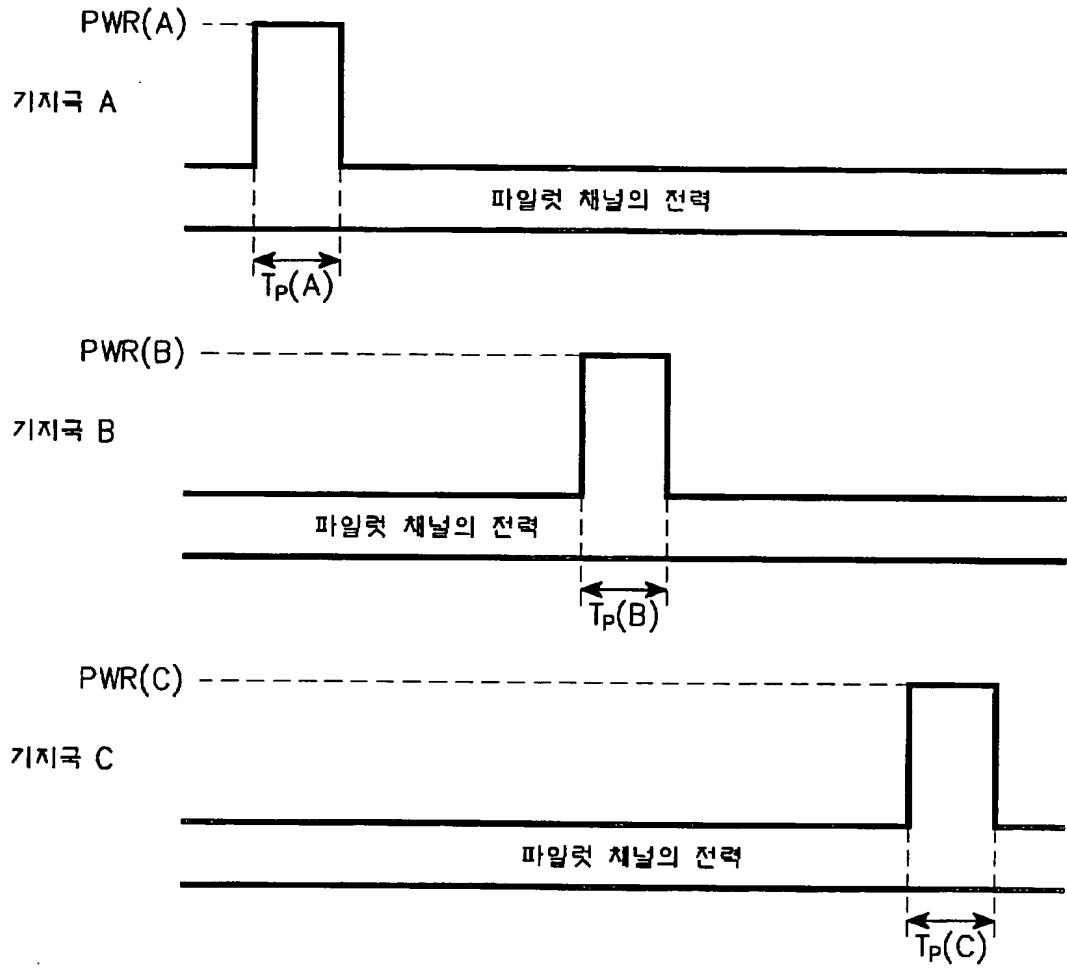 PWR(A)
기지국 A
파일럿 채널의 전력
TP(A)
PWR(B)
기지국 B
파일럿 채널의 전력
TP(B)
PWR(C)
기지국 C
파일럿 채널의 전력
TP(C)